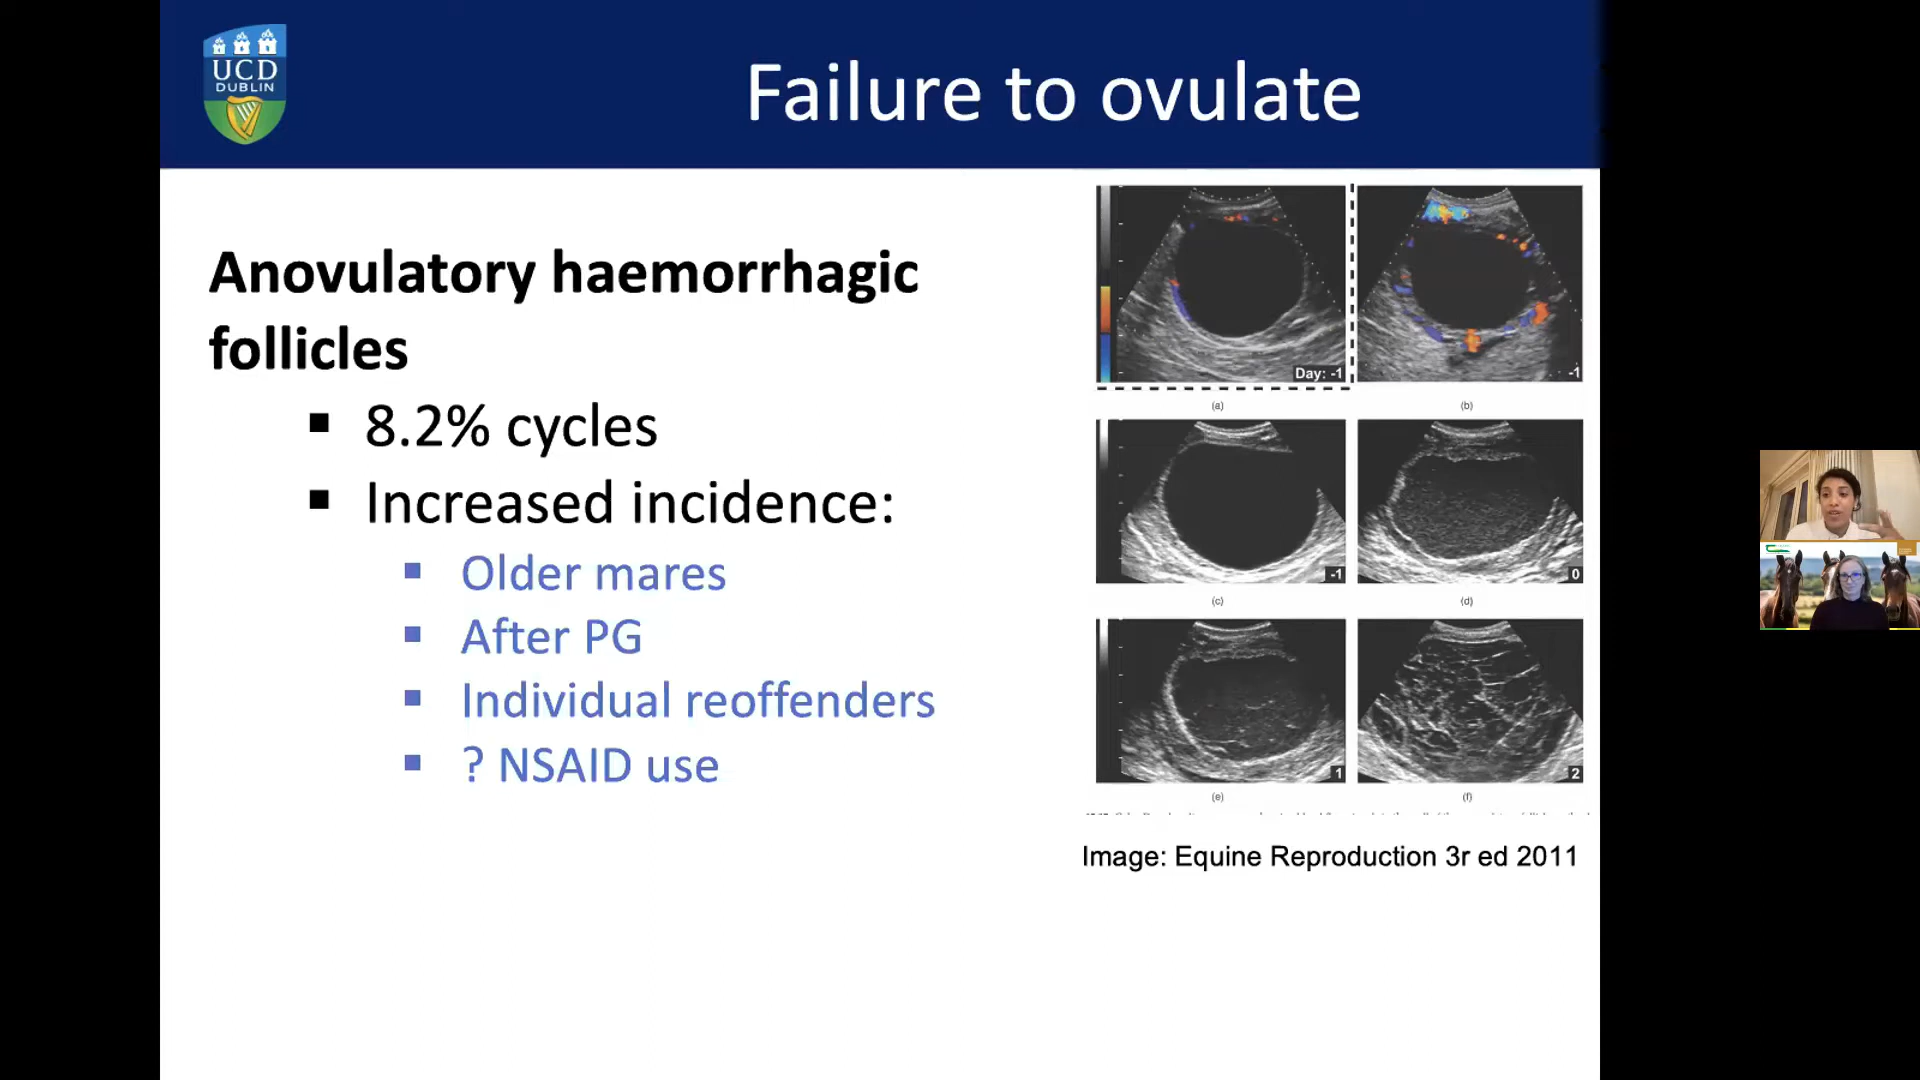 UCD
DUBLIN
Failure to ovulate
Anovulatory haemorrhagic
follicles
8.2% cycles
Increased incidence:
Older mares
After PG
Individual reoffenders
? NSAID use
Day: -1
-1
(a)
(b)
-1
0
(c)
(d)
1
2
(e)
(f)
Image: Equine Reproduction 3r ed 2011